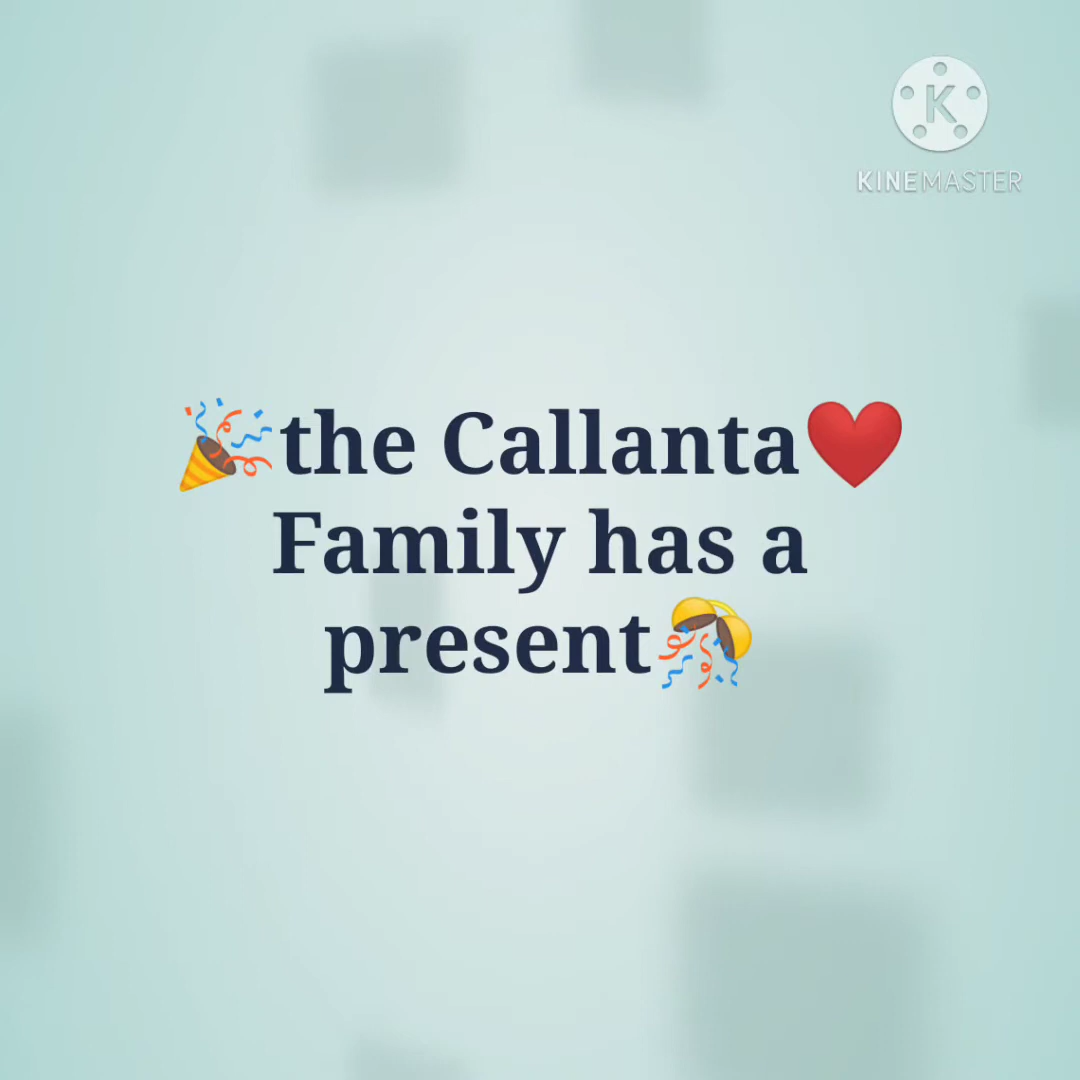 K
KINEMASTER
🎉the Callanta❤️
Family has a
present🎊